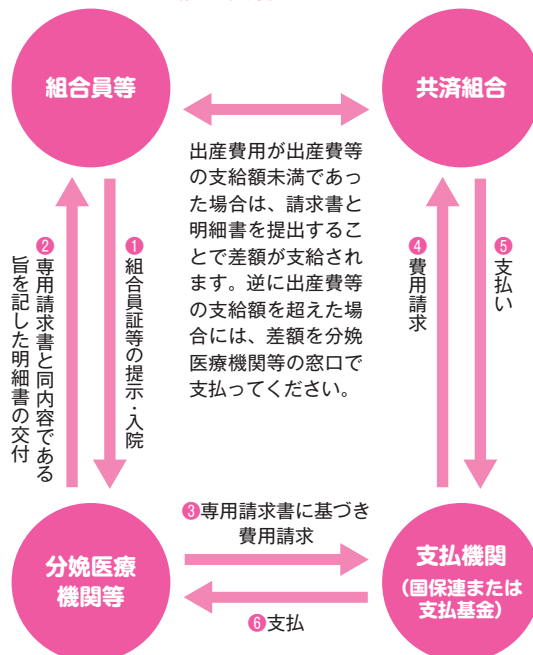 組合員等
共済組合
出産費用が出産費等
の支給額未満であっ
た場合は、請求書と
明細書を提出するこ
とで差額が支給され
ます。逆に出産費等
の支給額を超えた場
合には、差額を分娩
医療機関等の窓口で
支払ってください。
❶組合員証等の提示・入院
❷専用請求書と同内容である
旨を記した明細書の交付
❹費用請求
❺支払い
❸専用請求書に基づき
費用請求
❻支払
分娩医療
機関等
支払機関
（国保連または
支払基金）